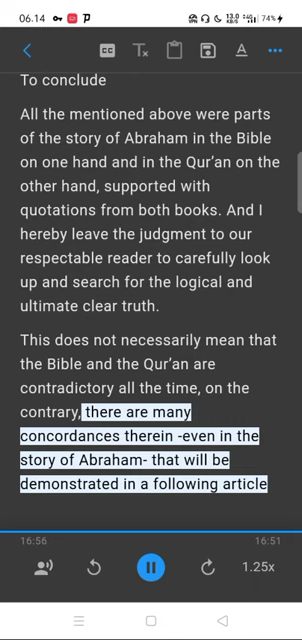 06.14
13.0
KB/S
4G
74%
CC
To conclude
All the mentioned above were parts
of the story of Abraham in the Bible
on one hand and in the Qur'an on the
other hand, supported with
quotations from both books. And I
hereby leave the judgment to our
respectable reader to carefully look
up and search for the logical and
ultimate clear truth.
This does not necessarily mean that
the Bible and the Qur'an are
contradictory all the time, on the
contrary, there are many
concordances therein -even in the
story of Abraham- that will be
demonstrated in a following article
16:56
16:51
1.25x